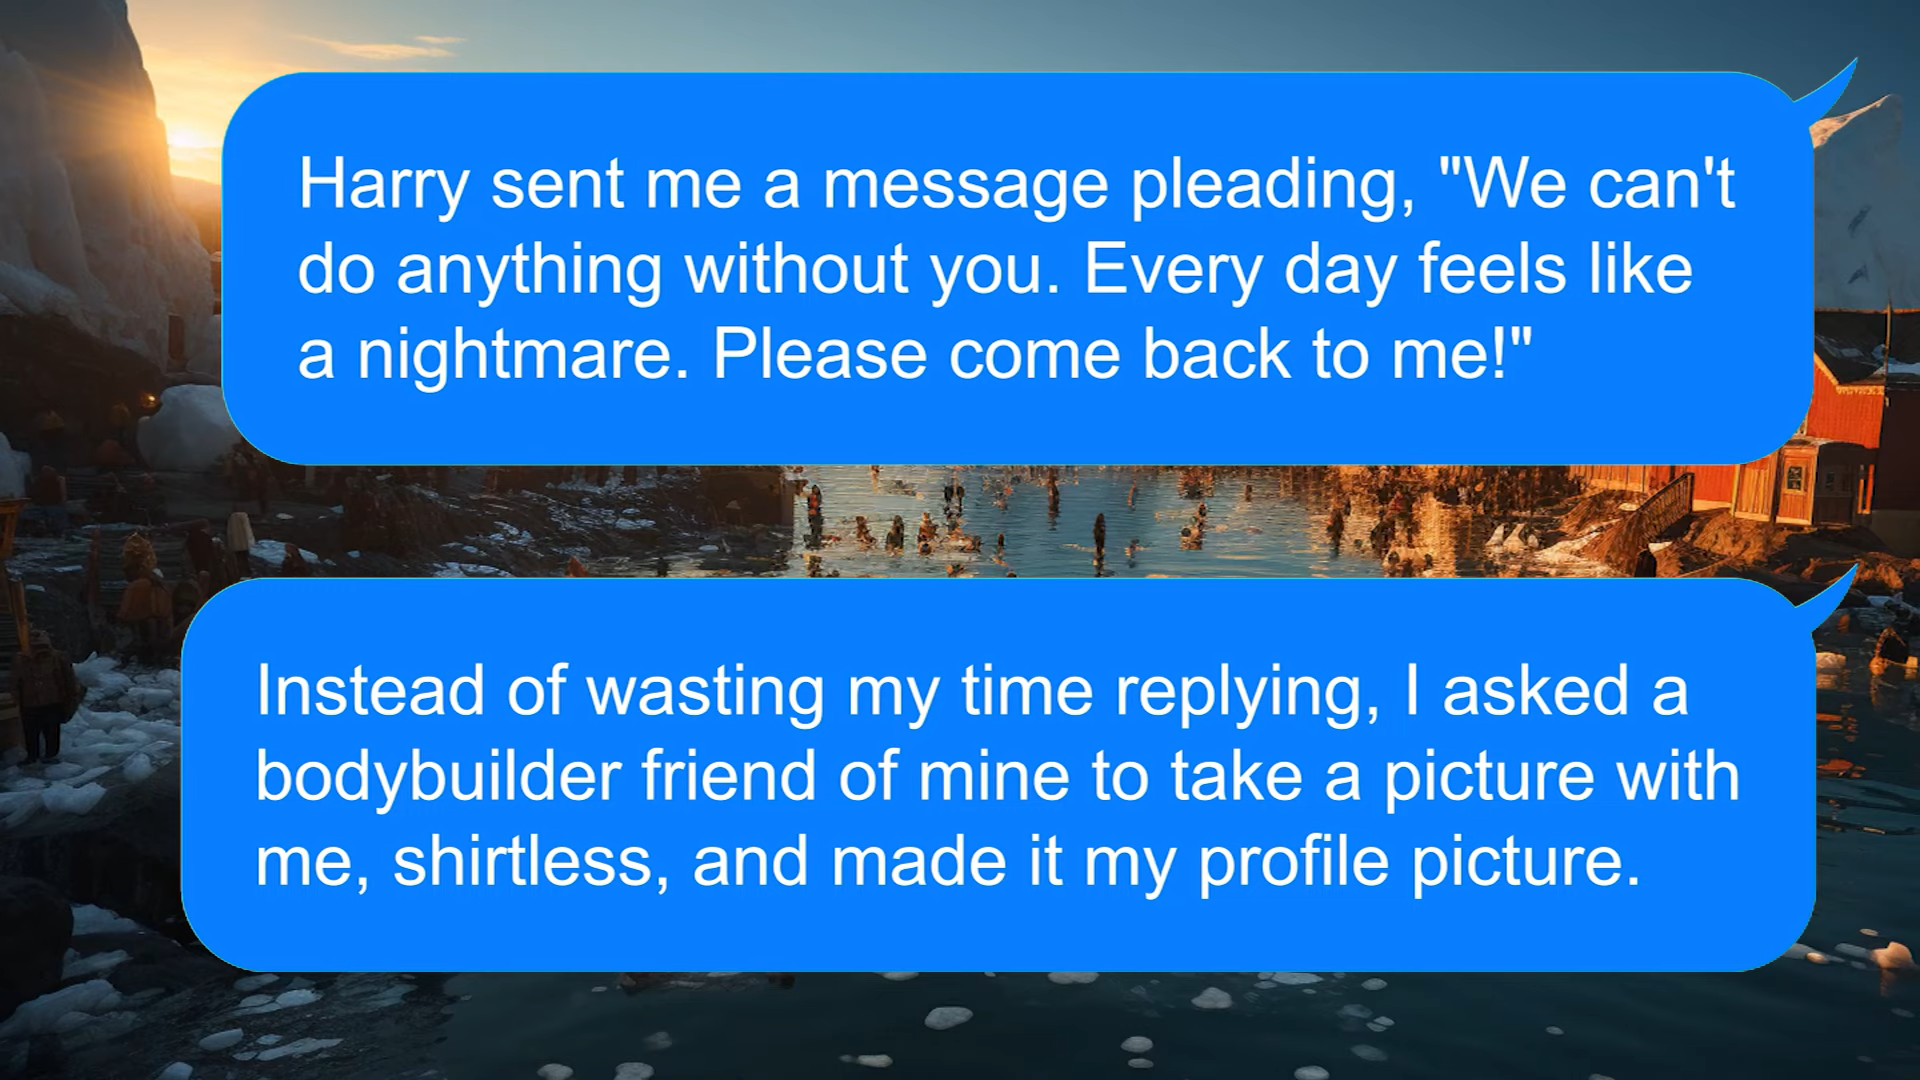 Harry sent me a message pleading, "We can't
do anything without you. Every day feels like
a nightmare. Please come back to me!"
Instead of wasting my time replying, I asked a
bodybuilder friend of mine to take a picture with
me, shirtless, and made it my profile picture.